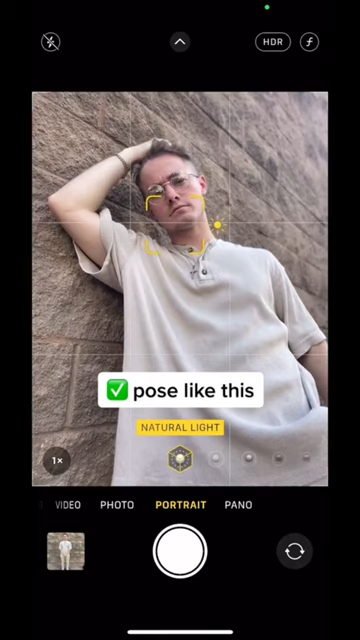 HDR
f
✅ pose like this
NATURAL LIGHT
1×
VIDEO PHOTO PORTRAIT PANO